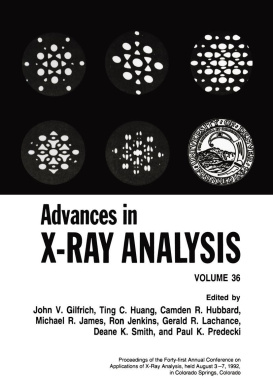 Advances in
X-RAY ANALYSIS
VOLUME 36
Edited by
John V. Gilfrich, Ting C. Huang, Camden R. Hubbard,
Michael R. James, Ron Jenkins, Gerald R. Lachance,
Deane K. Smith, and Paul K. Predecki
Proceedings of the Forty-first Annual Conference on
Applications of X-Ray Analysis, held August 3–7, 1992,
in Colorado Springs, Colorado